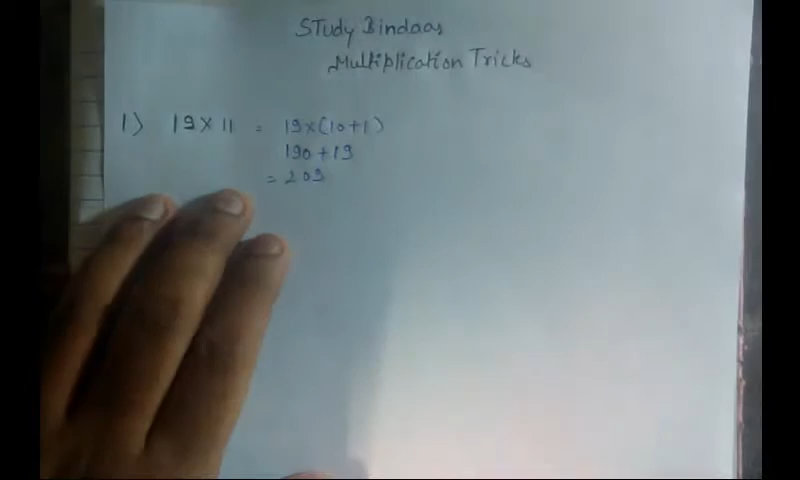 STudy Bindaas
Multiplication Tricks
1) 19 × 11 = 19 × (10 + 1)
190 + 19
= 209